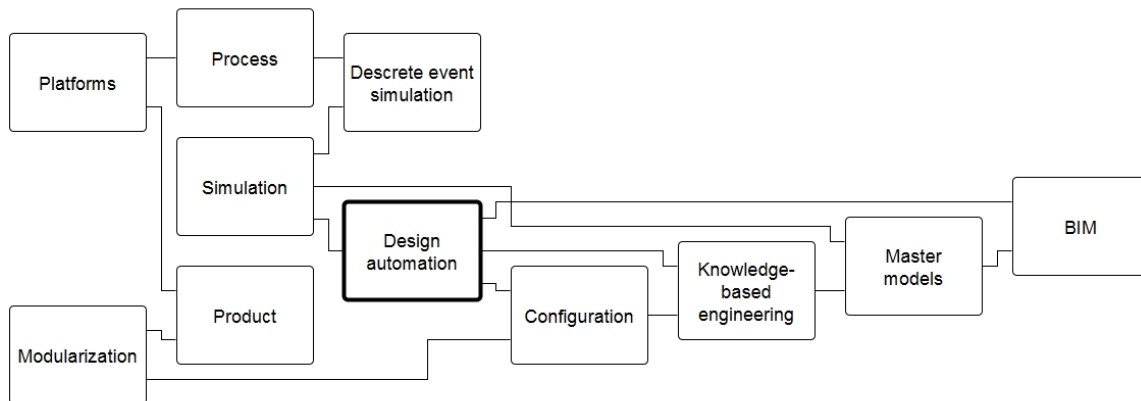 Platforms
Process
Descrete event
simulation
Simulation
Design
automation
Product
Modularization
Configuration
Knowledge-
based
engineering
Master
models
BIM